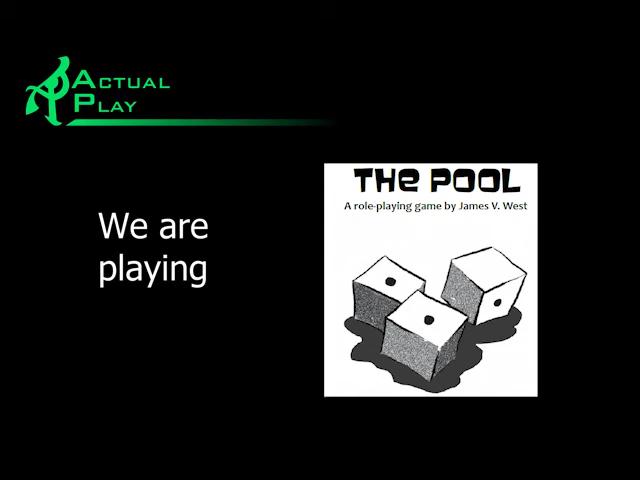 ACTUAL
PLAY
We are
playing
THE POOL
A role-playing game by James V. West